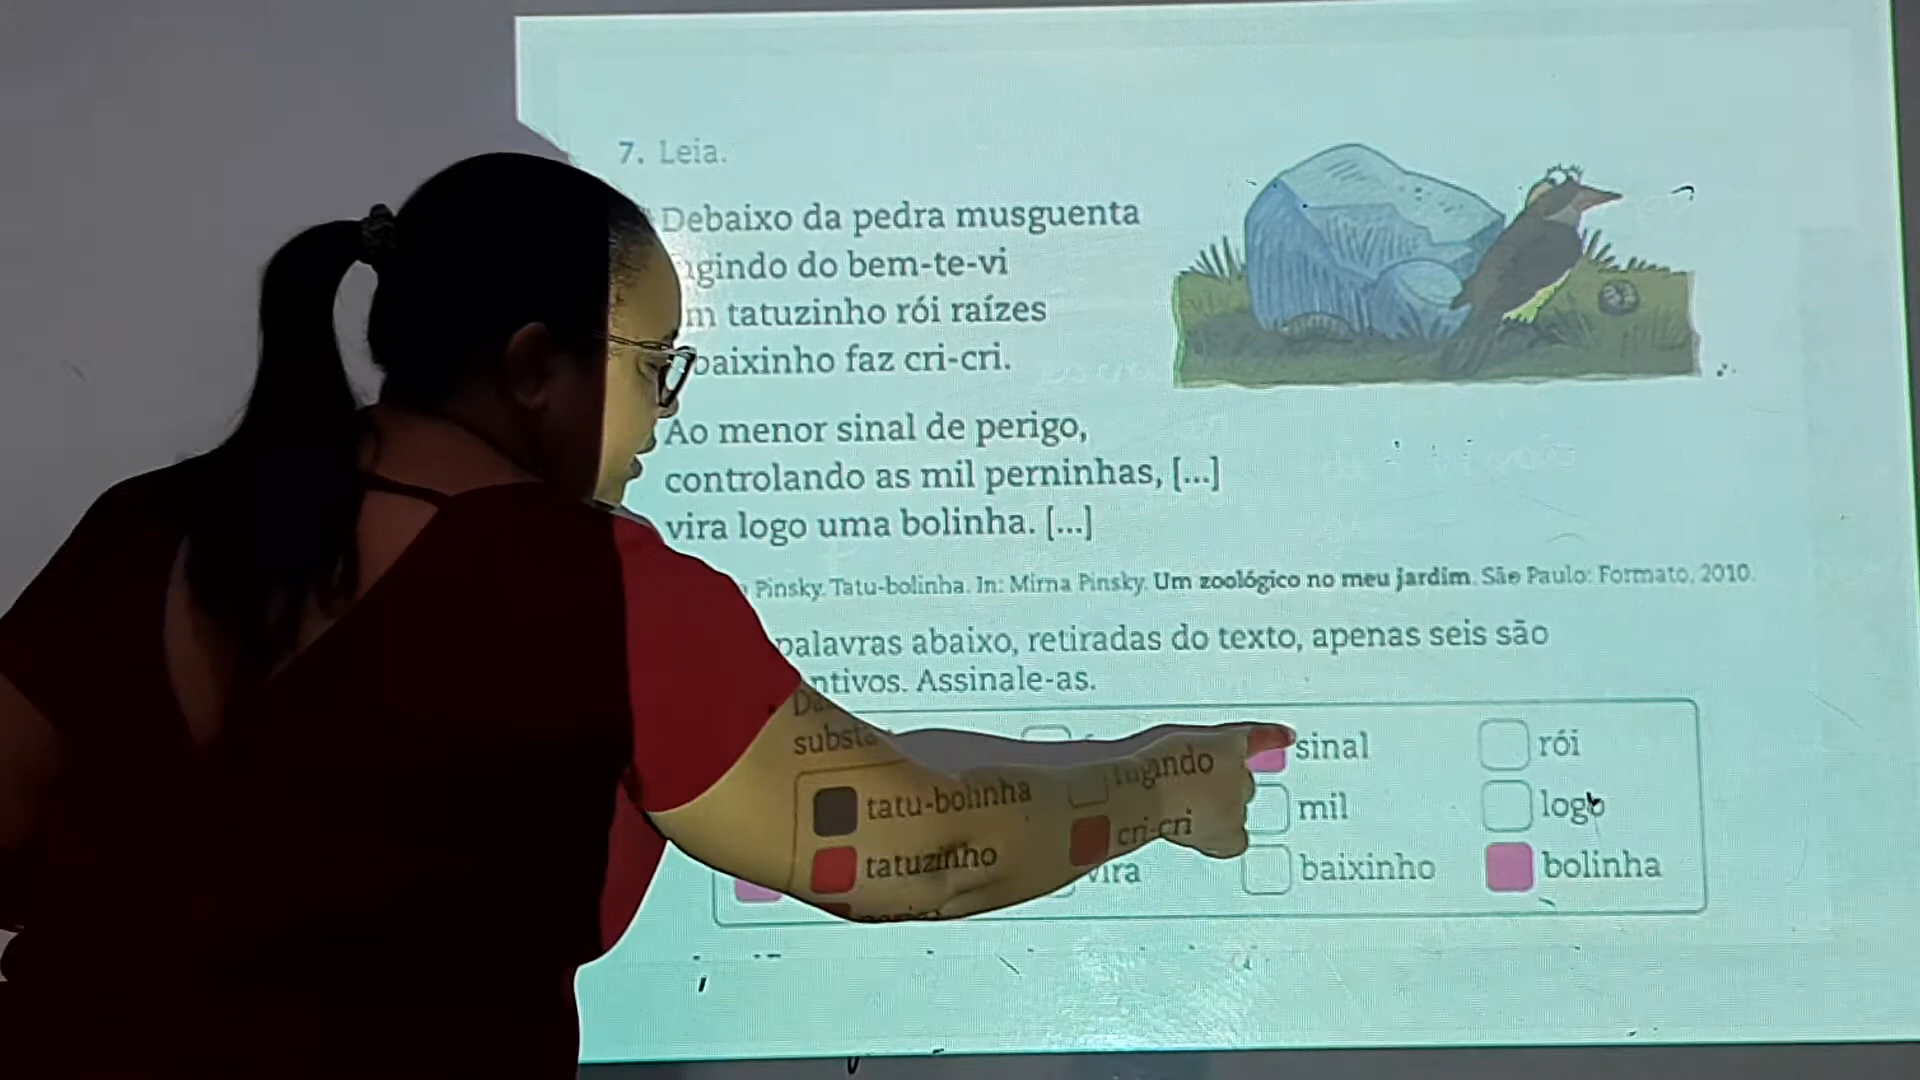 7. Leia.
Debaixo da pedra musguenta
gindo do bem-te-vi
m tatuzinho rói raízes
baixinho faz cri-cri.
Ao menor sinal de perigo,
controlando as mil perninhas, [...]
vira logo uma bolinha. [...]
Pinsky. Tatu-bolinha. In: Mirna Pinsky. Um zoológico no meu jardim. São Paulo: Formato, 2010.
palavras abaixo, retiradas do texto, apenas seis são
ntivos. Assinale-as.
Da
subst
tatu-bolinha fugindo sinal rói
tatuzinho cri-cri mil logo
perigo vira baixinho bolinha